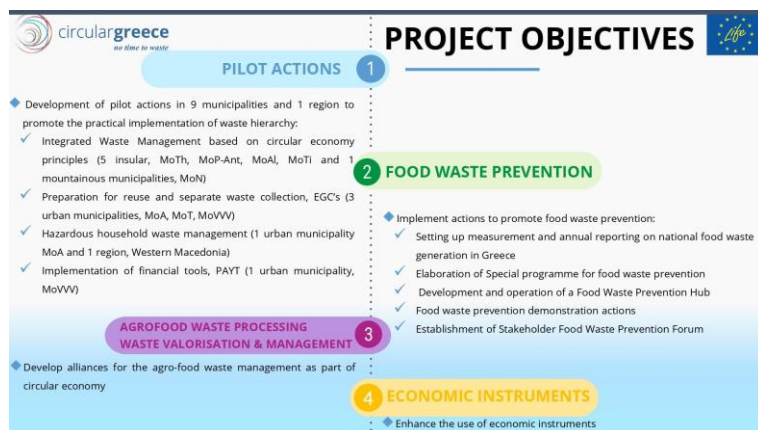 circulargreece
no time to waste
PROJECT OBJECTIVES
Life
PILOT ACTIONS
1
Development of pilot actions in 9 municipalities and 1 region to
promote the practical implementation of waste hierarchy:
Integrated Waste Management based on circular economy
principles (5 insular, MoTh, MoP-Ant, MoAl, MoTi and 1
mountainous municipalities, MoN)
Preparation for reuse and separate waste collection, EGC's (3
urban municipalities, MoA, MoT, MoVVV)
Hazardous household waste management (1 urban municipality
MoA and 1 region, Western Macedonia)
Implementation of financial tools, PAYT (1 urban municipality,
MoVVV)
2
FOOD WASTE PREVENTION
Implement actions to promote food waste prevention:
Setting up measurement and annual reporting on national food waste
generation in Greece
Elaboration of Special programme for food waste prevention
Development and operation of a Food Waste Prevention Hub
Food waste prevention demonstration actions
Establishment of Stakeholder Food Waste Prevention Forum
AGROFOOD WASTE PROCESSING
WASTE VALORISATION & MANAGEMENT
3
Develop alliances for the agro-food waste management as part of
circular economy
4
ECONOMIC INSTRUMENTS
Enhance the use of economic instruments